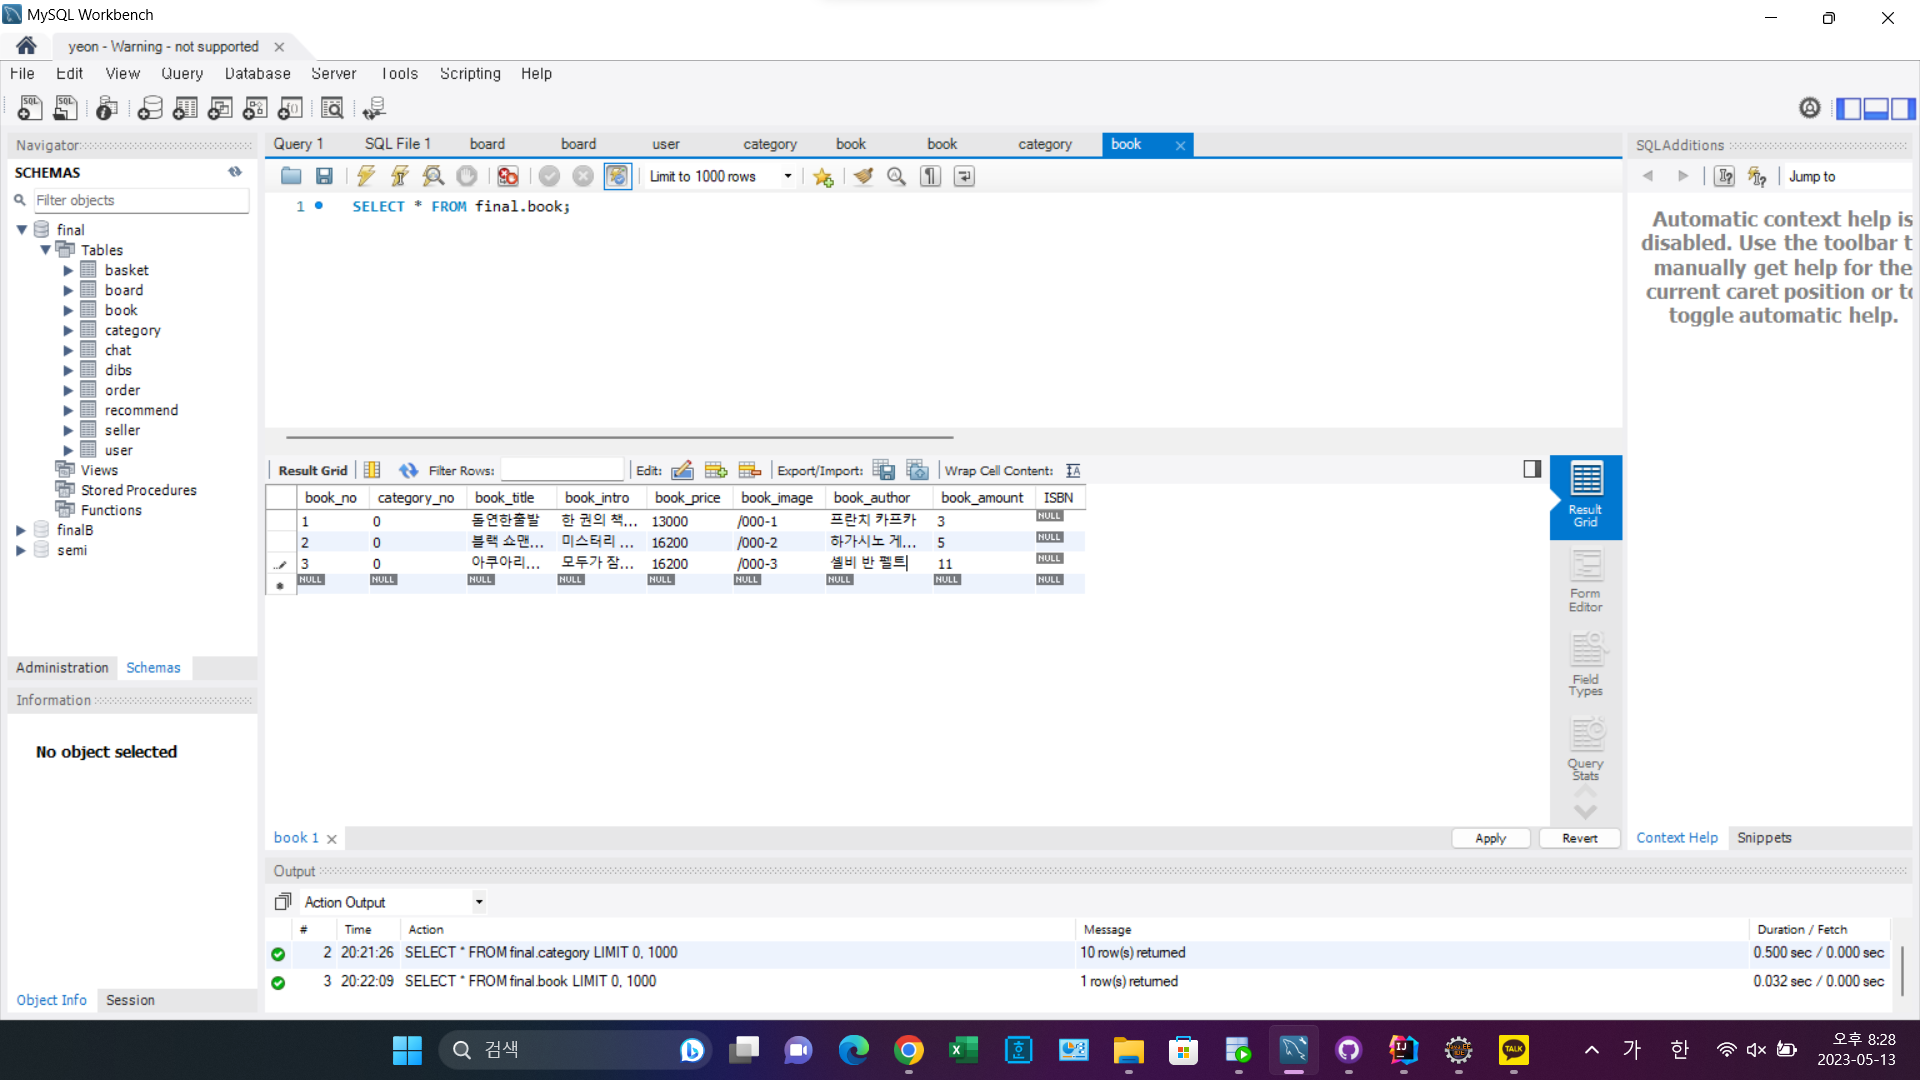 MySQL Workbench
yeon - Warning - not supported
File Edit View Query Database Server Tools Scripting Help
Navigator
SCHEMAS
Filter objects
final
Tables
basket
board
book
category
chat
dibs
order
recommend
seller
user
Views
Stored Procedures
Functions
finalB
semi
Administration Schemas
Information
No object selected
Object Info Session
Query 1 SQL File 1 board board user category book book category book
Limit to 1000 rows
1 SELECT * FROM final.book;
Result Grid Filter Rows: Edit: Export/Import: Wrap Cell Content:
book_no category_no book_title book_intro book_price book_image book_author book_amount ISBN
1 0 돌연한출발 한 권의 책... 13000 /000-1 프란치 카프카 3 NULL
2 0 블랙 쇼맨... 미스터리 ... 16200 /000-2 하가시노 게... 5 NULL
3 0 아쿠아리... 모두가 잠... 16200 /000-3 셸비 반 펠트 11 NULL
NULL NULL NULL NULL NULL NULL NULL NULL NULL
Result Grid
Form Editor
Field Types
Query Stats
book 1
Apply Revert
SQLAdditions
Jump to
Automatic context help is
disabled. Use the toolbar t
manually get help for the
current caret position or to
toggle automatic help.
Context Help Snippets
Output
Action Output
# Time Action Message Duration / Fetch
2 20:21:26 SELECT * FROM final.category LIMIT 0, 1000 10 row(s) returned 0.500 sec / 0.000 sec
3 20:22:09 SELECT * FROM final.book LIMIT 0, 1000 1 row(s) returned 0.032 sec / 0.000 sec
검색
TALK
가 한
오후 8:28
2023-05-13